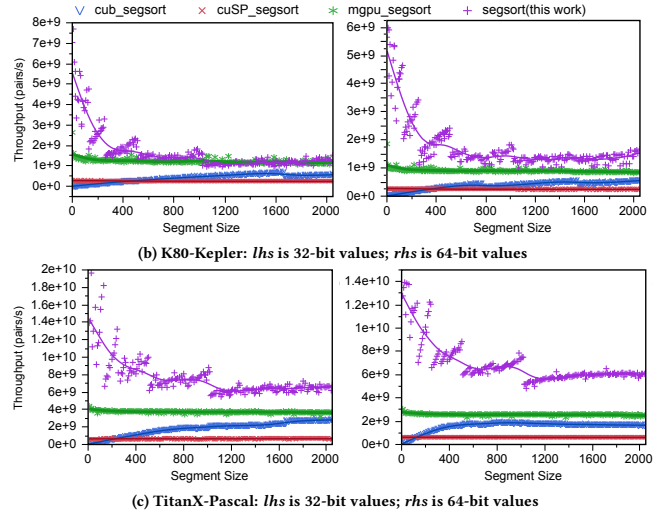 cub_segsort cuSP_segsort mgpu_segsort segsort(this work)
Throughput (pairs/s)
8e+9
7e+9
6e+9
5e+9
4e+9
3e+9
2e+9
1e+9
0e+0
0 400 800 1200 1600 2000
Segment Size
6e+9
5e+9
4e+9
3e+9
2e+9
1e+9
0e+0
0 400 800 1200 1600 2000
Segment Size
(b) K80-Kepler: lhs is 32-bit values; rhs is 64-bit values
Throughput (pairs/s)
2e+10
1.8e+10
1.6e+10
1.4e+10
1.2e+10
1e+10
8e+9
6e+9
4e+9
2e+9
0e+0
0 400 800 1200 1600 2000
Segment Size
1.4e+10
1.2e+10
1e+10
8e+9
6e+9
4e+9
2e+9
0e+0
0 400 800 1200 1600 2000
Segment Size
(c) TitanX-Pascal: lhs is 32-bit values; rhs is 64-bit values